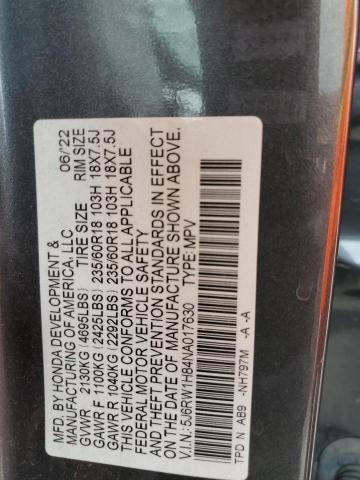 MFD. BY HONDA DEVELOPMENT &
MANUFACTURING OF AMERICA, LLC 06/22
GVWR 2130KG (4695LBS) TIRE SIZE RIM SIZE
GAWR F 1100KG (2425LBS) 235/60R18 103H 18X7.5J
GAWR R 1040KG (2292LBS) 235/60R18 103H 18X7.5J
THIS VEHICLE CONFORMS TO ALL APPLICABLE
FEDERAL MOTOR VEHICLE SAFETY
AND THEFT PREVENTION STANDARDS IN EFFECT
ON THE DATE OF MANUFACTURE SHOWN ABOVE.
V.I.N.: 5J6RW1H84NA017630 TYPE: MPV
TPD N AB9 -NH797M -A -A